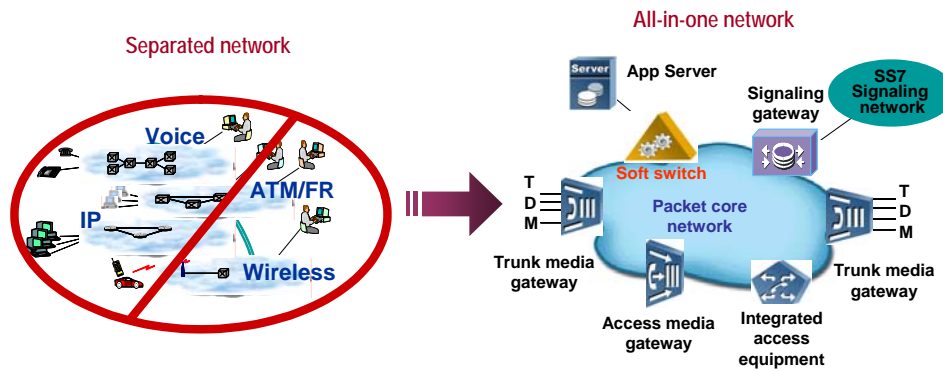 Separated network
Voice
ATM/FR
IP
Wireless
All-in-one network
Server
App Server
SS7
Signaling
network
Signaling
gateway
Soft switch
T
D
M
Packet core
network
T
D
M
Trunk media
gateway
Access media
gateway
Integrated
access
equipment
Trunk media
gateway